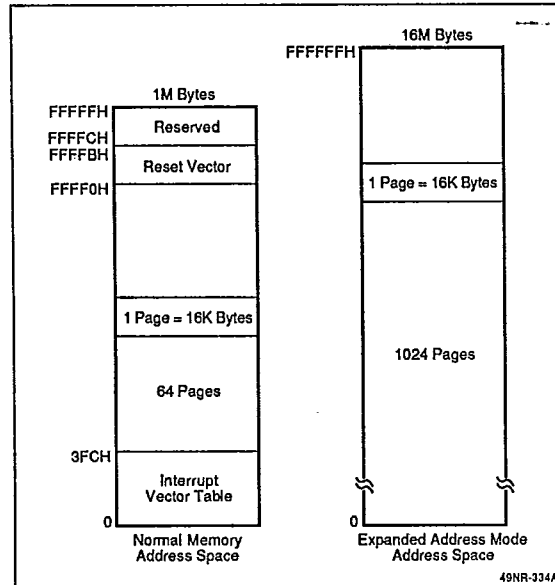 1M Bytes
FFFFFH
Reserved
FFFFCH
FFFFBH
Reset Vector
FFFF0H
1 Page = 16K Bytes
64 Pages
3FCH
Interrupt
Vector Table
0
Normal Memory
Address Space
16M Bytes
FFFFFFH
1 Page = 16K Bytes
1024 Pages
0
Expanded Address Mode
Address Space
49NR-334A